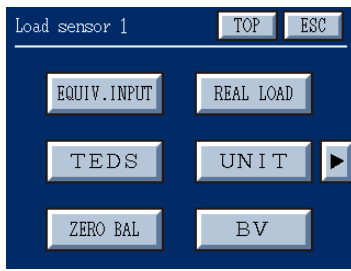 Load sensor 1 TOP ESC
EQUIV.INPUT REAL LOAD
TEDS UNIT
ZERO BAL BV